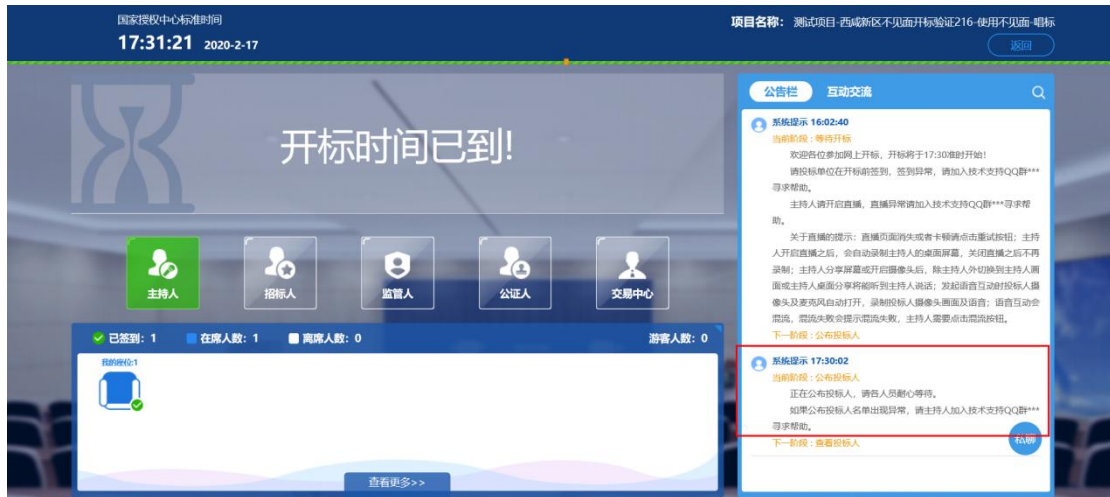 国家授权中心标准时间
17:31:21 2020-2-17
项目名称： 测试项目-西咸新区不见面开标验证216-使用不见面-唱标
返回
开标时间已到!
主持人
招标人
监管人
公证人
交易中心
已签到：1 在席人数：1 离席人数：0 游客人数：0
我的座位:1
查看更多>>
公告栏 互动交流
系统提示 16:02:40
当前阶段：等待开标
欢迎各位参加网上开标，开标将于17:30准时开始!
请投标单位在开标前签到，签到异常，请加入技术支持QQ群***
寻求帮助。
主持人请开启直播，直播异常请加入技术支持QQ群***寻求帮
助。
关于直播的提示：直播页面消失或者卡顿请点击重试按钮；主持
人开启直播之后，会自动录制主持人的桌面屏幕，关闭直播之后不再
录制；主持人分享屏幕或开启摄像头后，除主持人外切换到主持人画
面或主持人桌面分享将能听到主持人说话；发起语音互动时投标人摄
像头及麦克风自动打开，录制投标人摄像头画面及语音；语音互动会
混流，混流失败会提示混流失败，主持人需要点击混流按钮。
下一阶段：公布投标人
系统提示 17:30:02
当前阶段：公布投标人
正在公布投标人，请各人员耐心等待。
如果公布投标人名单出现异常，请主持人加入技术支持QQ群***
寻求帮助。
下一阶段：查看投标人
私聊